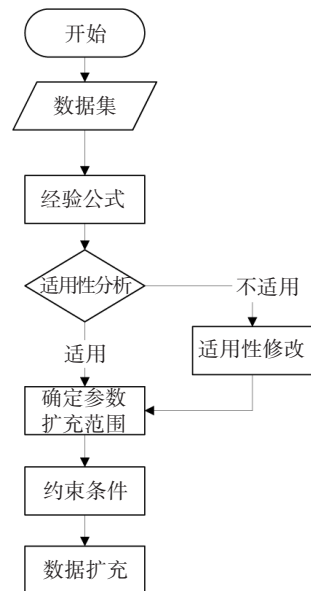 开始
数据集
经验公式
适用性分析
不适用
适用
适用性修改
确定参数
扩充范围
约束条件
数据扩充